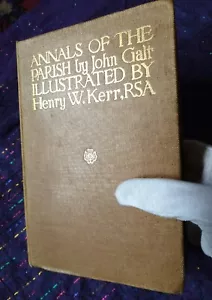 ANNALS OF THE
PARISH by John Galt
ILLUSTRATED BY
Henry W. Kerr, RSA